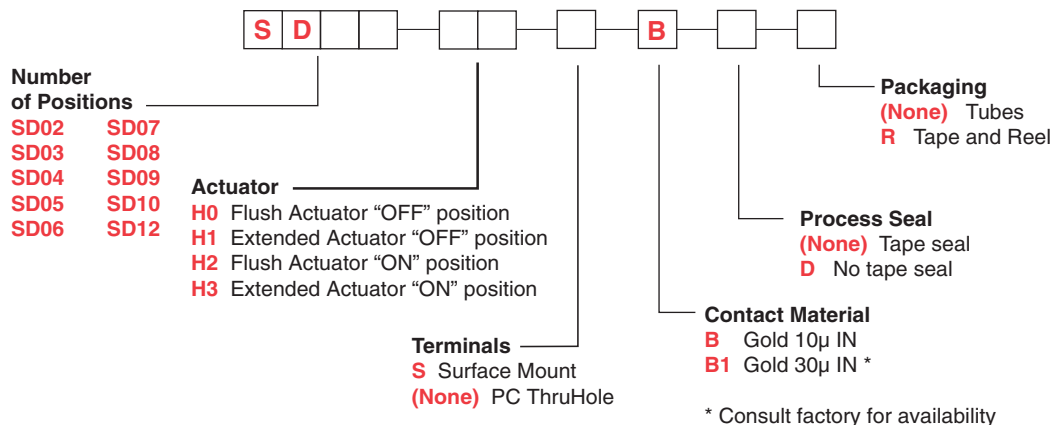 S D B
Number
of Positions
SD02 SD07
SD03 SD08
SD04 SD09
SD05 SD10
SD06 SD12
Actuator
H0 Flush Actuator “OFF” position
H1 Extended Actuator “OFF” position
H2 Flush Actuator “ON” position
H3 Extended Actuator “ON” position
Terminals
S Surface Mount
(None) PC ThruHole
Contact Material
B Gold 10µ IN
B1 Gold 30µ IN *
* Consult factory for availability
Process Seal
(None) Tape seal
D No tape seal
Packaging
(None) Tubes
R Tape and Reel